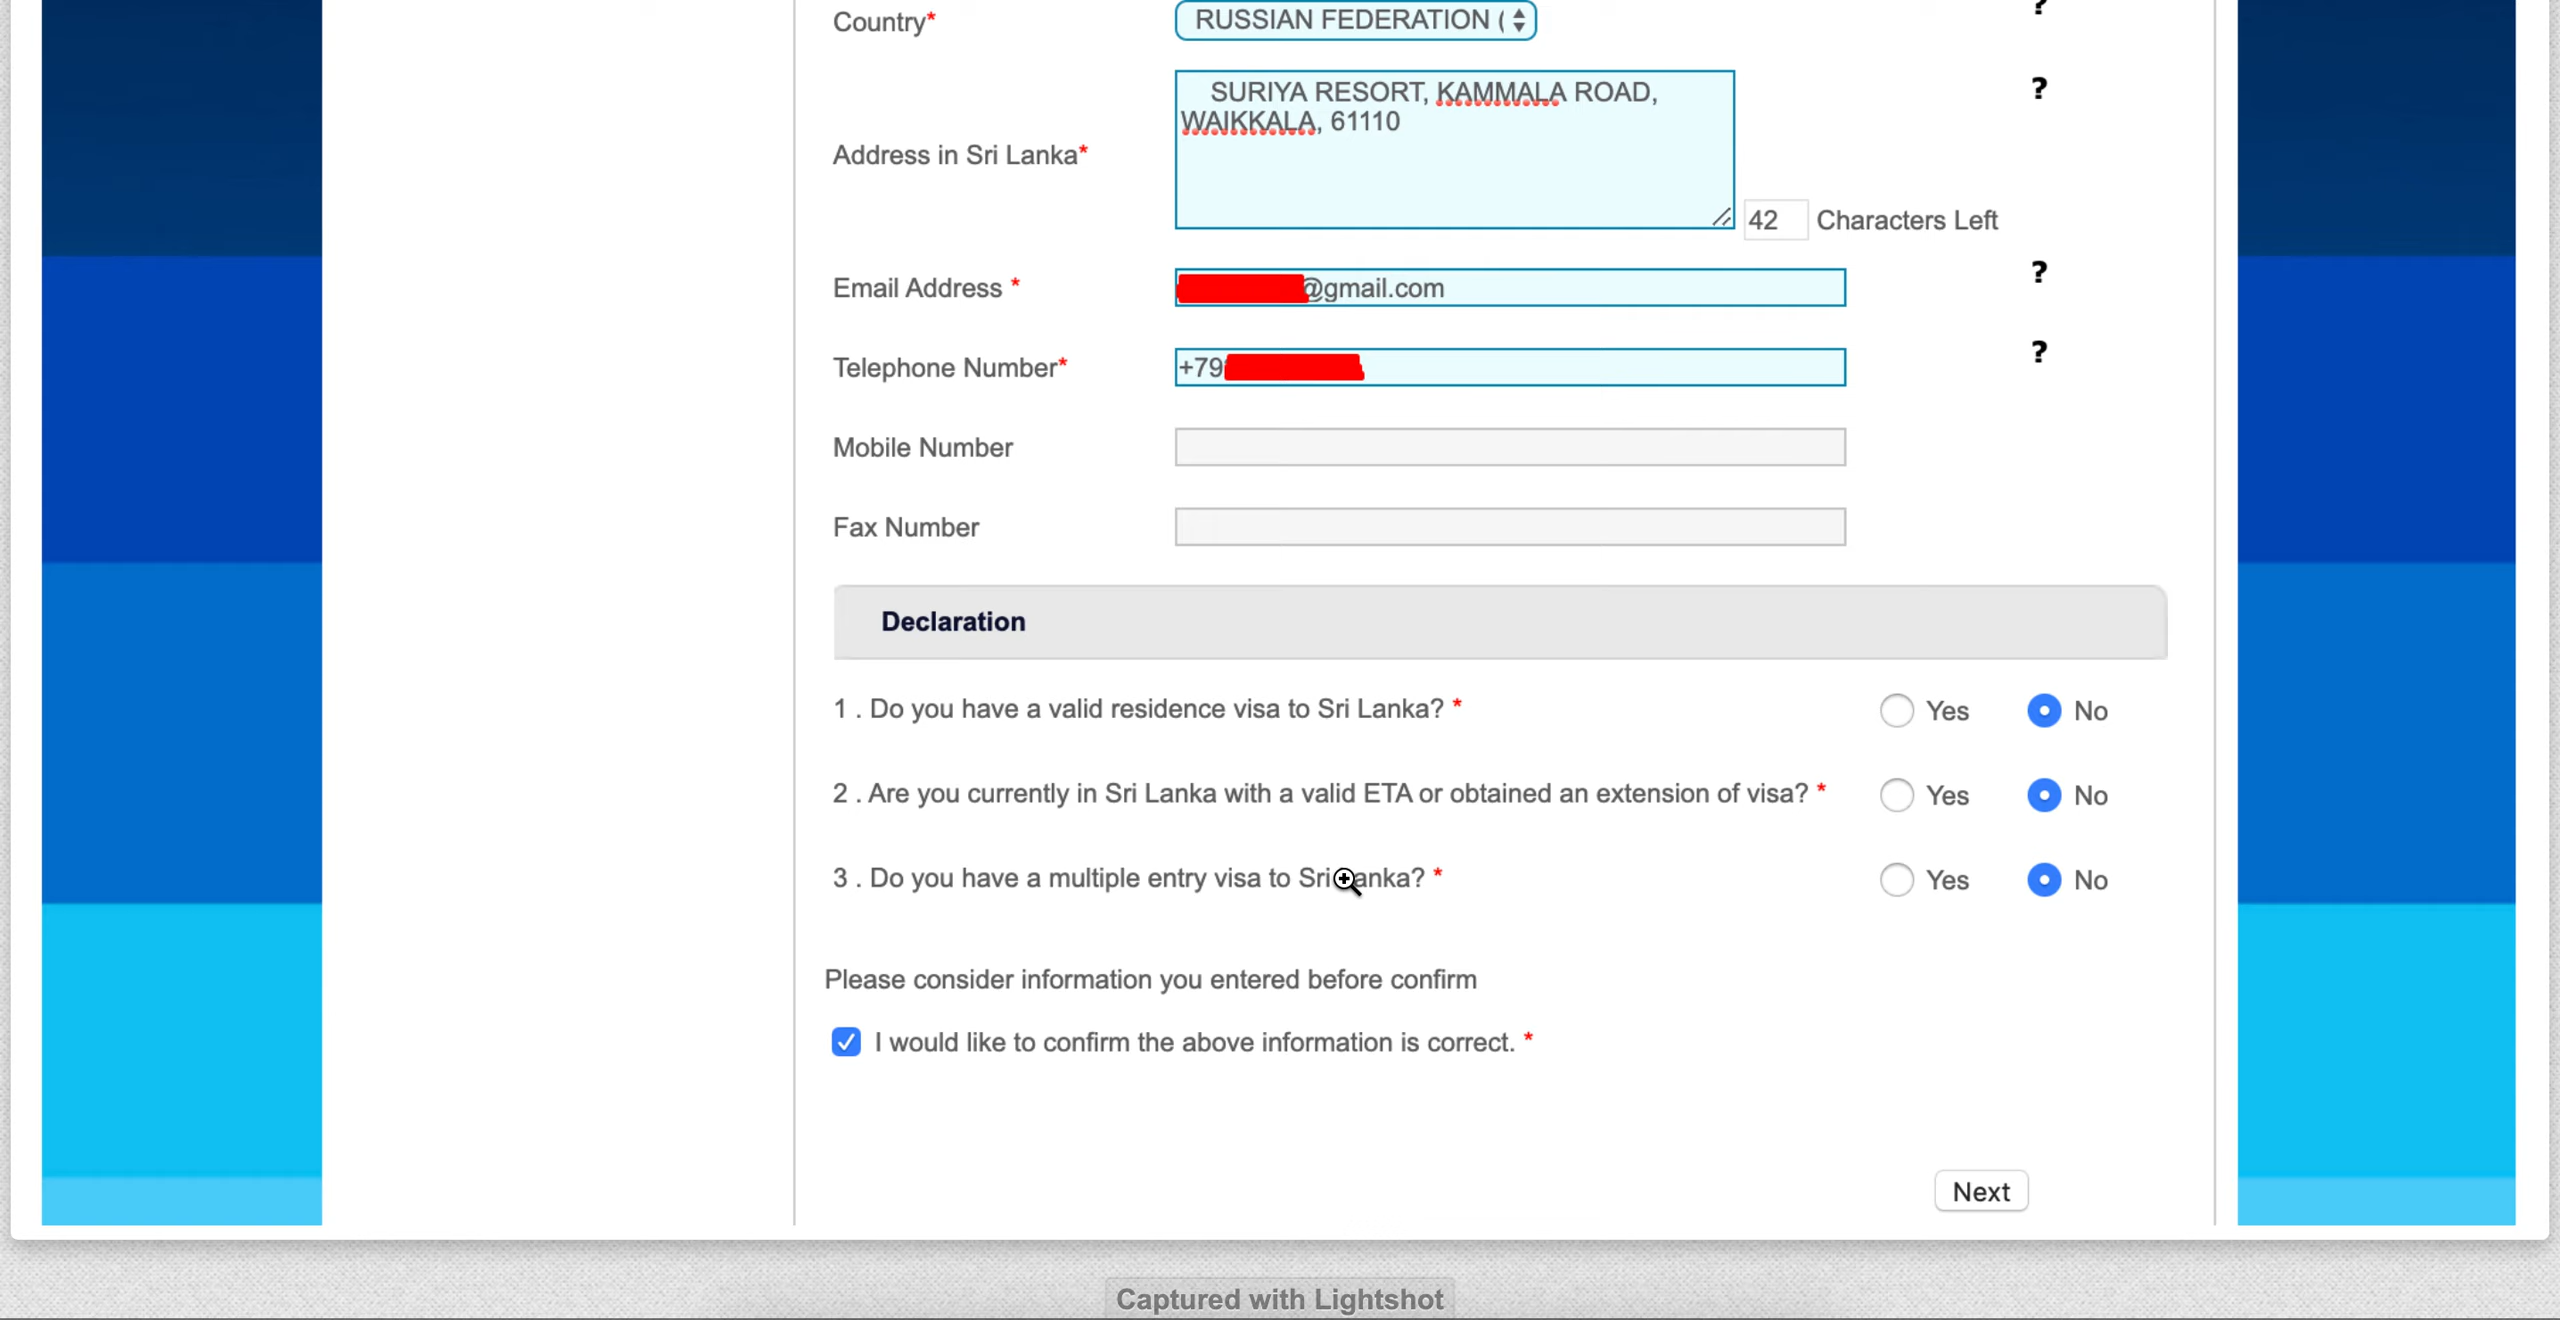 Country*
RUSSIAN FEDERATION (
?
SURIYA RESORT, KAMMALA ROAD,
WAIKKALA, 61110
?
Address in Sri Lanka*
42 Characters Left
Email Address *
@gmail.com
?
Telephone Number*
+79
?
Mobile Number
Fax Number
Declaration
1 . Do you have a valid residence visa to Sri Lanka? * Yes No
2 . Are you currently in Sri Lanka with a valid ETA or obtained an extension of visa? * Yes No
3 . Do you have a multiple entry visa to Sri Lanka? * Yes No
Please consider information you entered before confirm
I would like to confirm the above information is correct. *
Next
Captured with Lightshot